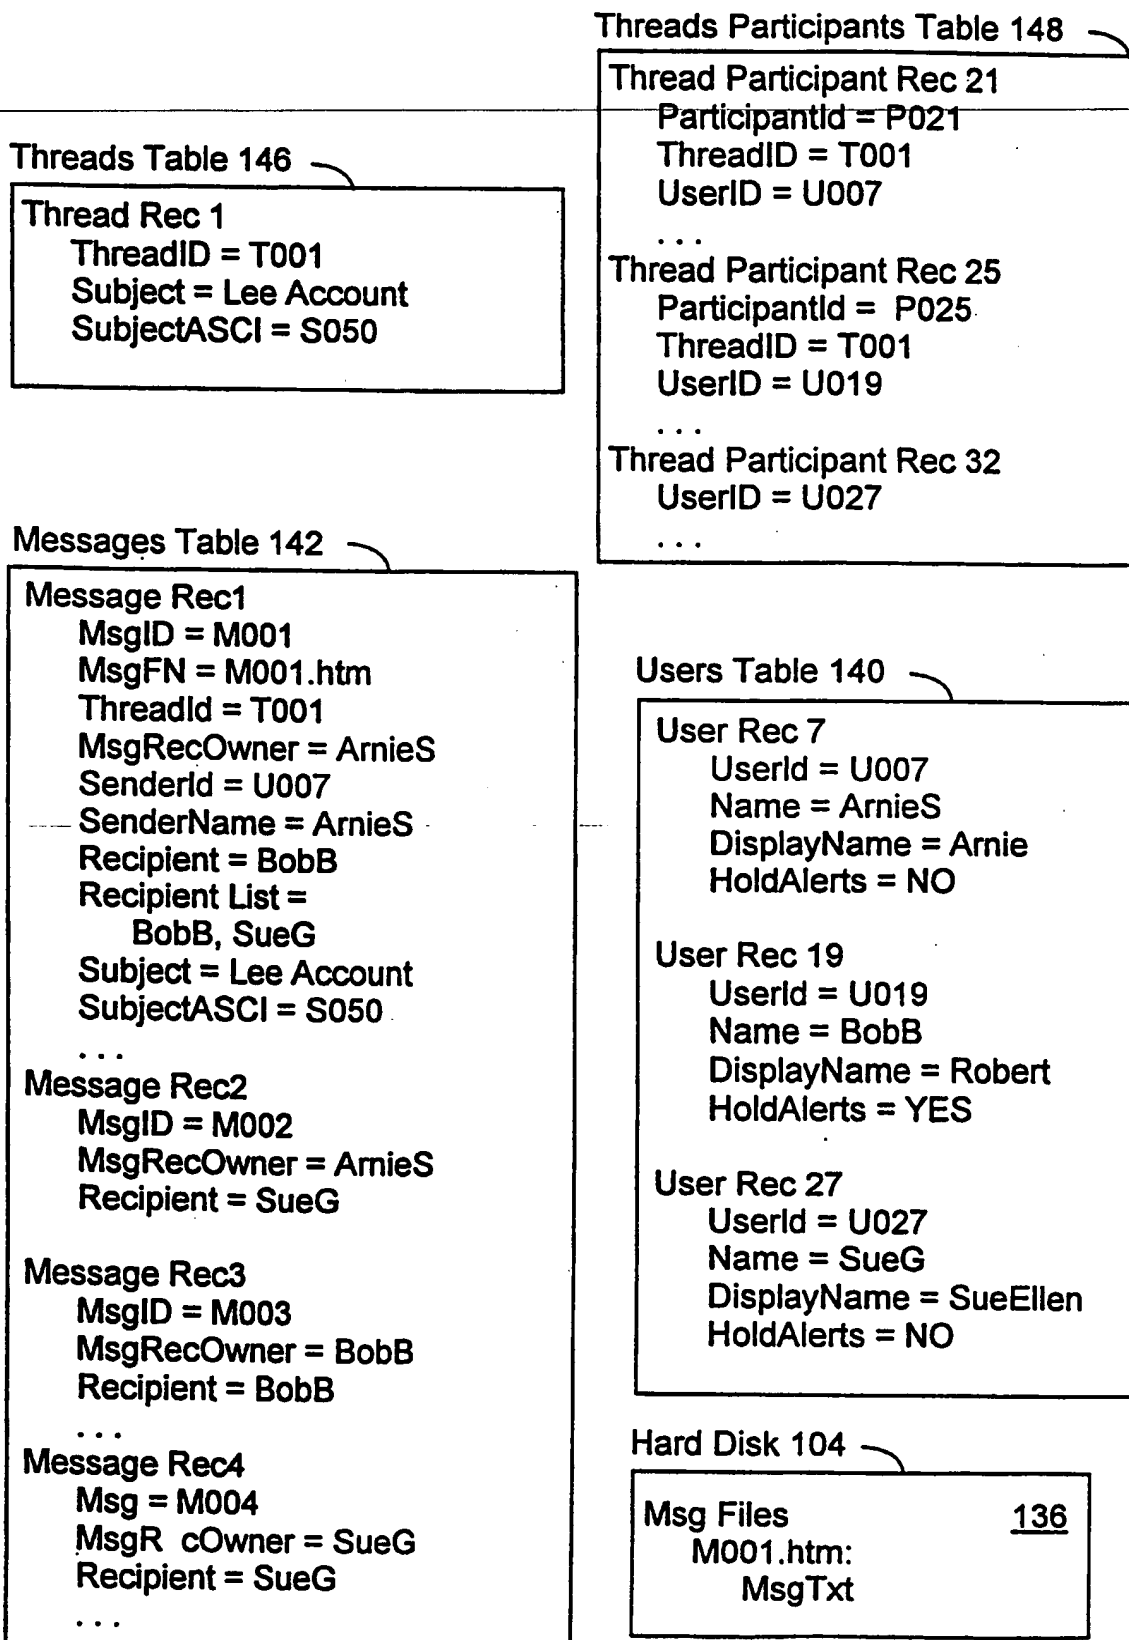 Threads Participants Table 148
Thread Participant Rec 21
ParticipantId = P021
ThreadID = T001
UserID = U007
. . .
Thread Participant Rec 25
ParticipantId = P025
ThreadID = T001
UserID = U019
. . .
Thread Participant Rec 32
UserID = U027
. . .
Threads Table 146
Thread Rec 1
ThreadID = T001
Subject = Lee Account
SubjectASCI = S050
Messages Table 142
Message Rec1
MsgID = M001
MsgFN = M001.htm
ThreadId = T001
MsgRecOwner = ArnieS
SenderId = U007
SenderName = ArnieS
Recipient = BobB
Recipient List =
BobB, SueG
Subject = Lee Account
SubjectASCI = S050
. . .
Message Rec2
MsgID = M002
MsgRecOwner = ArnieS
Recipient = SueG
Message Rec3
MsgID = M003
MsgRecOwner = BobB
Recipient = BobB
. . .
Message Rec4
Msg = M004
MsgR cOwner = SueG
Recipient = SueG
. . .
Users Table 140
User Rec 7
UserId = U007
Name = ArnieS
DisplayName = Arnie
HoldAlerts = NO
User Rec 19
UserId = U019
Name = BobB
DisplayName = Robert
HoldAlerts = YES
User Rec 27
UserId = U027
Name = SueG
DisplayName = SueEllen
HoldAlerts = NO
Hard Disk 104
Msg Files 136
M001.htm:
MsgTxt